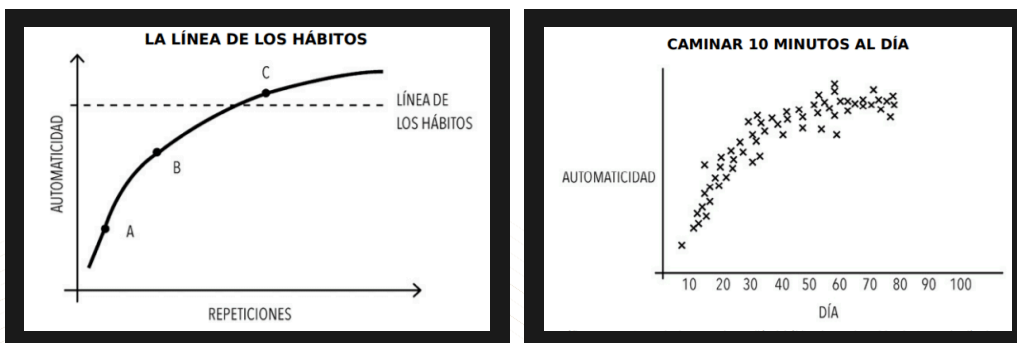 LA LÍNEA DE LOS HÁBITOS
C
LÍNEA DE
LOS HÁBITOS
B
A
AUTOMATICIDAD
REPETICIONES
CAMINAR 10 MINUTOS AL DÍA
AUTOMATICIDAD
10 20 30 40 50 60 70 80 90 100
DÍA